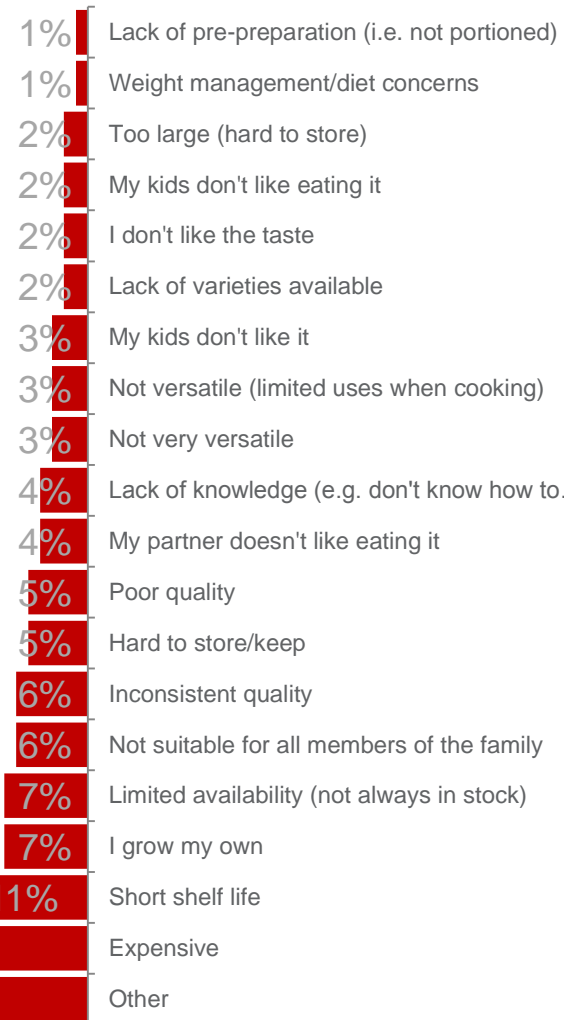 1% Lack of pre-preparation (i.e. not portioned)
1% Weight management/diet concerns
2% Too large (hard to store)
2% My kids don't like eating it
2% I don't like the taste
2% Lack of varieties available
3% My kids don't like it
3% Not versatile (limited uses when cooking)
3% Not very versatile
4% Lack of knowledge (e.g. don't know how to.
4% My partner doesn't like eating it
5% Poor quality
5% Hard to store/keep
6% Inconsistent quality
6% Not suitable for all members of the family
7% Limited availability (not always in stock)
7% I grow my own
1% Short shelf life
Expensive
Other